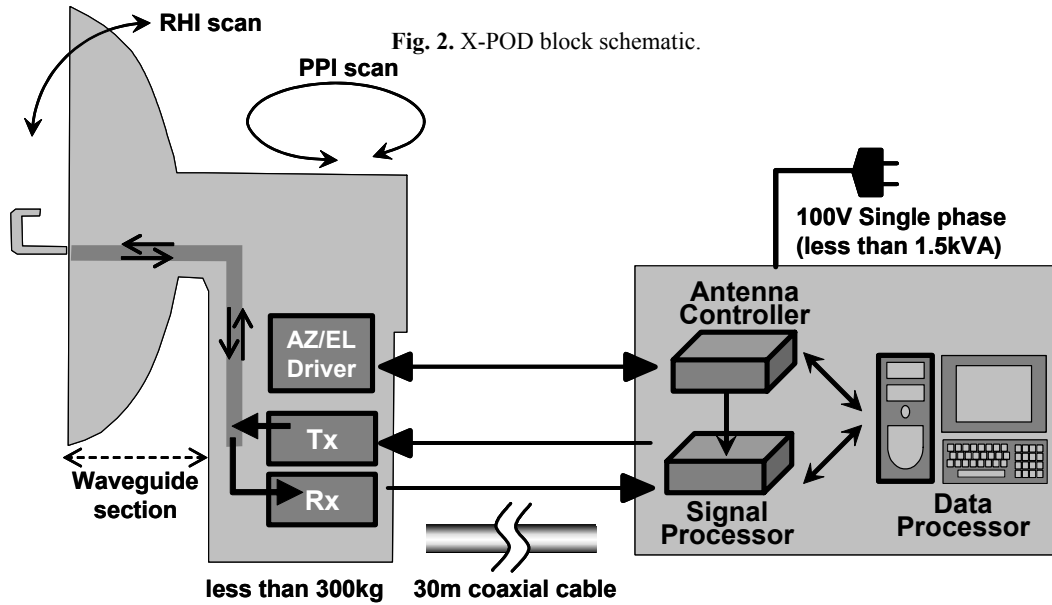 RHI scan
Fig. 2. X-POD block schematic.
PPI scan
100V Single phase
(less than 1.5kVA)
Antenna
Controller
AZ/EL
Driver
Tx
Rx
Waveguide
section
Signal
Processor
Data
Processor
less than 300kg
30m coaxial cable